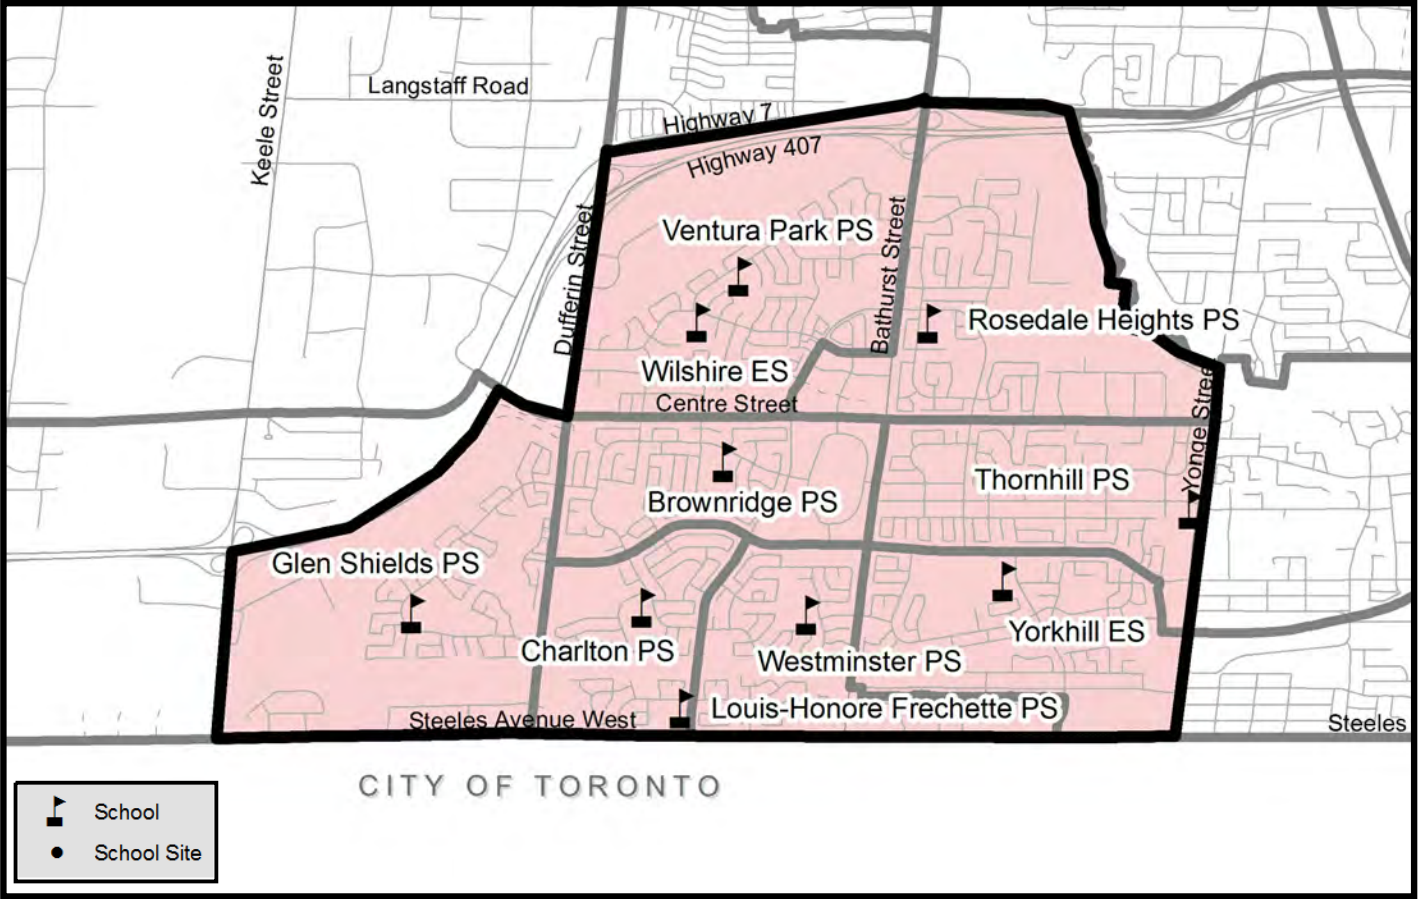 Langstaff Road
Keele Street
Highway 7
Highway 407
Dufferin Street
Bathurst Street
Ventura Park PS
Rosedale Heights PS
Wilshire ES
Centre Street
Yonge Street
Thornhill PS
Brownridge PS
Glen Shields PS
Yorkhill ES
Charlton PS
Westminster PS
Louis-Honore Frechette PS
Steeles Avenue West
Steeles
CITY OF TORONTO
School
School Site